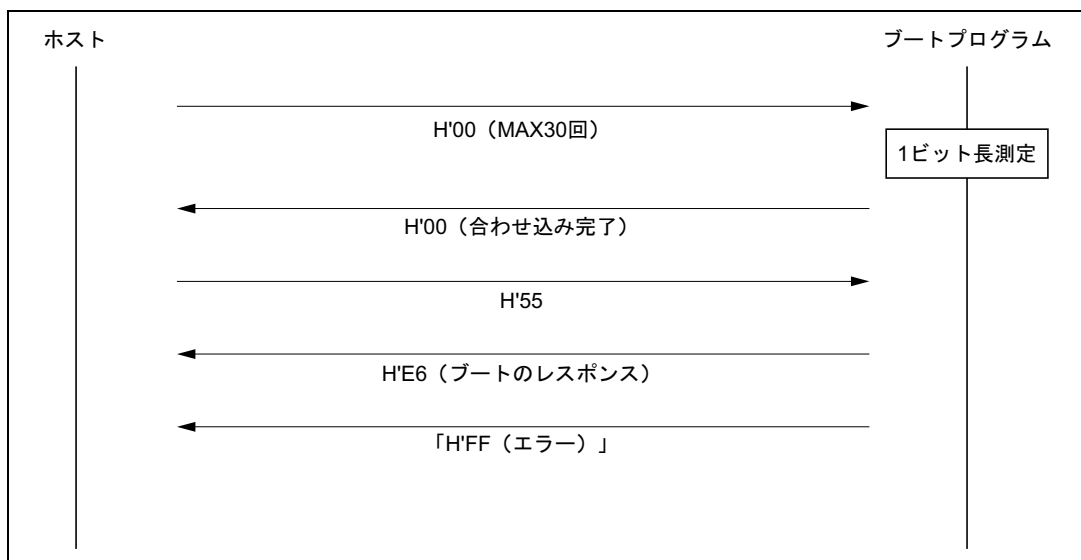 ホスト
ブートプログラム
H'00（MAX30回）
1ビット長測定
H'00（合わせ込み完了）
H'55
H'E6（ブートのレスポンス）
「H'FF（エラー）」